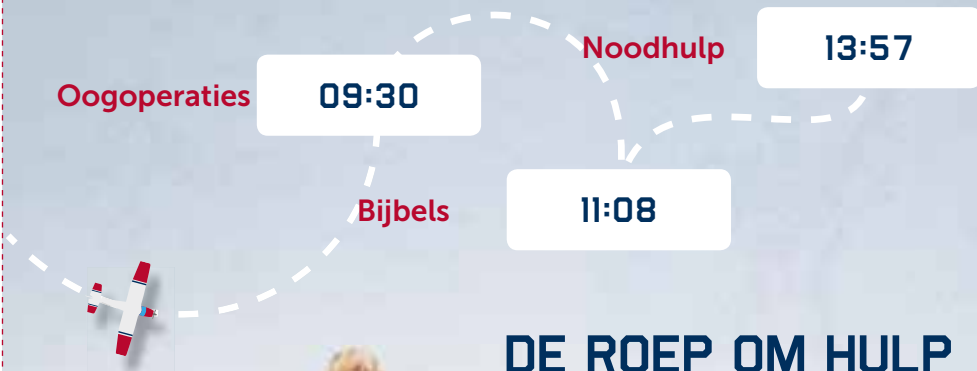 Noodhulp 13:57
Oogoperaties 09:30
Bijbels 11:08
DE ROEP OM HULP